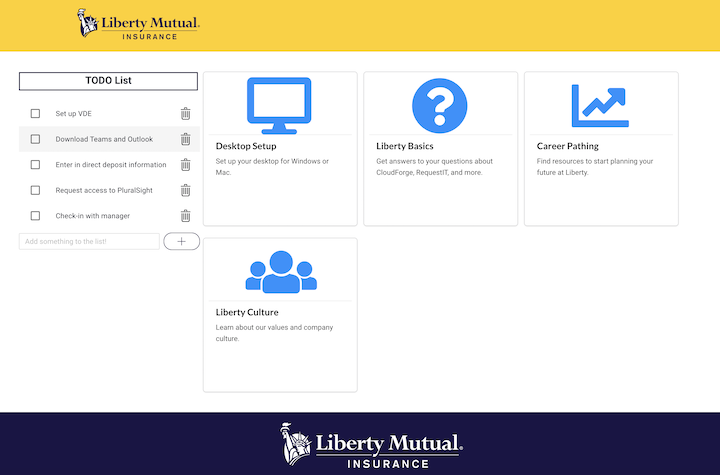 Liberty Mutual®
INSURANCE
TODO List
Set up VDE
Download Teams and Outlook
Enter in direct deposit information
Request access to PluralSight
Check-in with manager
Add something to the list!
+
Desktop Setup
Set up your desktop for Windows or
Mac.
Liberty Basics
Get answers to your questions about
CloudForge, RequestIT, and more.
Career Pathing
Find resources to start planning your
future at Liberty.
Liberty Culture
Learn about our values and company
culture.
Liberty Mutual®
INSURANCE